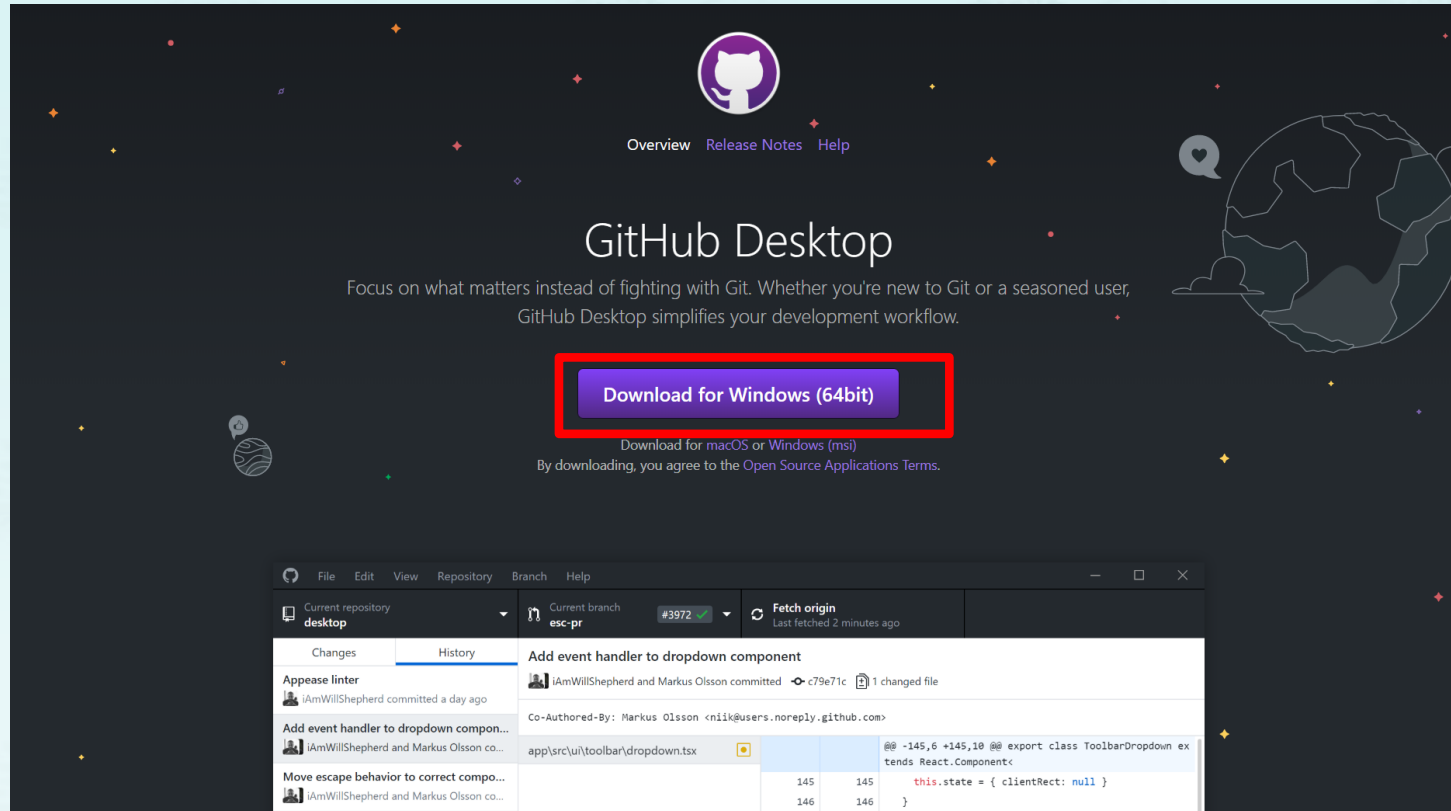 Overview Release Notes Help
GitHub Desktop
Focus on what matters instead of fighting with Git. Whether you're new to Git or a seasoned user,
GitHub Desktop simplifies your development workflow.
Download for Windows (64bit)
Download for macOS or Windows (msi)
By downloading, you agree to the Open Source Applications Terms.
File Edit View Repository Branch Help
Current repository
desktop
Current branch
esc-pr
#3972
Fetch origin
Last fetched 2 minutes ago
Changes History
Appease linter
iAmWillShepherd committed a day ago
Add event handler to dropdown compon...
iAmWillShepherd and Markus Olsson co...
Move escape behavior to correct compo...
iAmWillShepherd and Markus Olsson co...
Add event handler to dropdown component
iAmWillShepherd and Markus Olsson committed c79e71c 1 changed file
Co-Authored-By: Markus Olsson <niik@users.noreply.github.com>
app\src\ui\toolbar\dropdown.tsx
@@ -145,6 +145,10 @@ export class ToolbarDropdown ex
tends React.Component<
145 145 this.state = { clientRect: null }
146 146 }